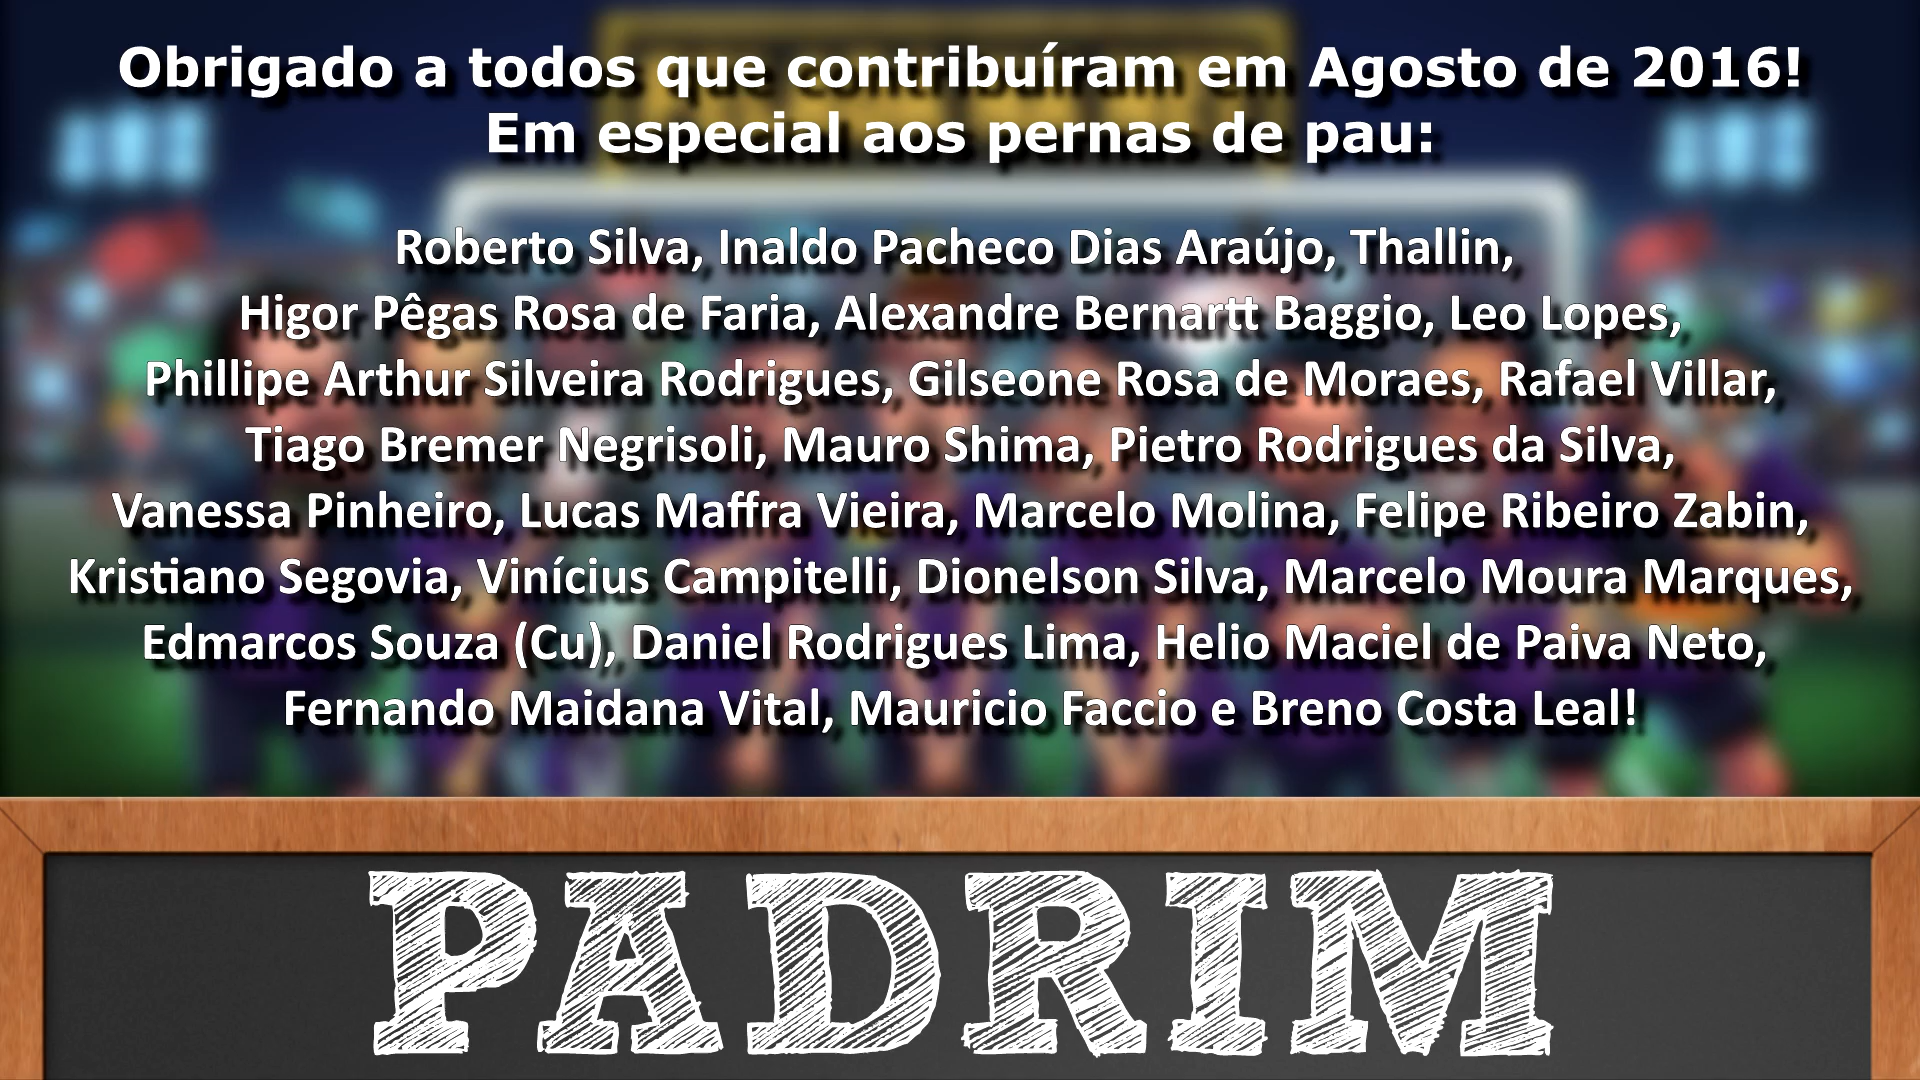 Obrigado a todos que contribuíram em Agosto de 2016!
Em especial aos pernas de pau:
Roberto Silva, Inaldo Pacheco Dias Araújo, Thallin,
Higor Pêgas Rosa de Faria, Alexandre Bernartt Baggio, Leo Lopes,
Phillipe Arthur Silveira Rodrigues, Gilseone Rosa de Moraes, Rafael Villar,
Tiago Bremer Negrisoli, Mauro Shima, Pietro Rodrigues da Silva,
Vanessa Pinheiro, Lucas Maffra Vieira, Marcelo Molina, Felipe Ribeiro Zabin,
Kristiano Segovia, Vinícius Campitelli, Dionelson Silva, Marcelo Moura Marques,
Edmarcos Souza (Cu), Daniel Rodrigues Lima, Helio Maciel de Paiva Neto,
Fernando Maidana Vital, Mauricio Faccio e Breno Costa Leal!
PADRIM